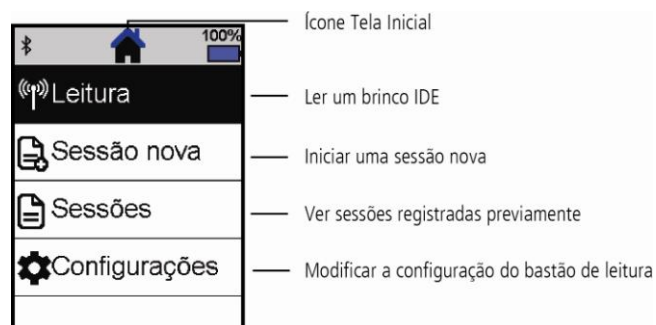 Ícone Tela Inicial
100%
Leitura
Ler um brinco IDE
Sessão nova
Iniciar uma sessão nova
Sessões
Ver sessões registradas previamente
Configurações
Modificar a configuração do bastão de leitura